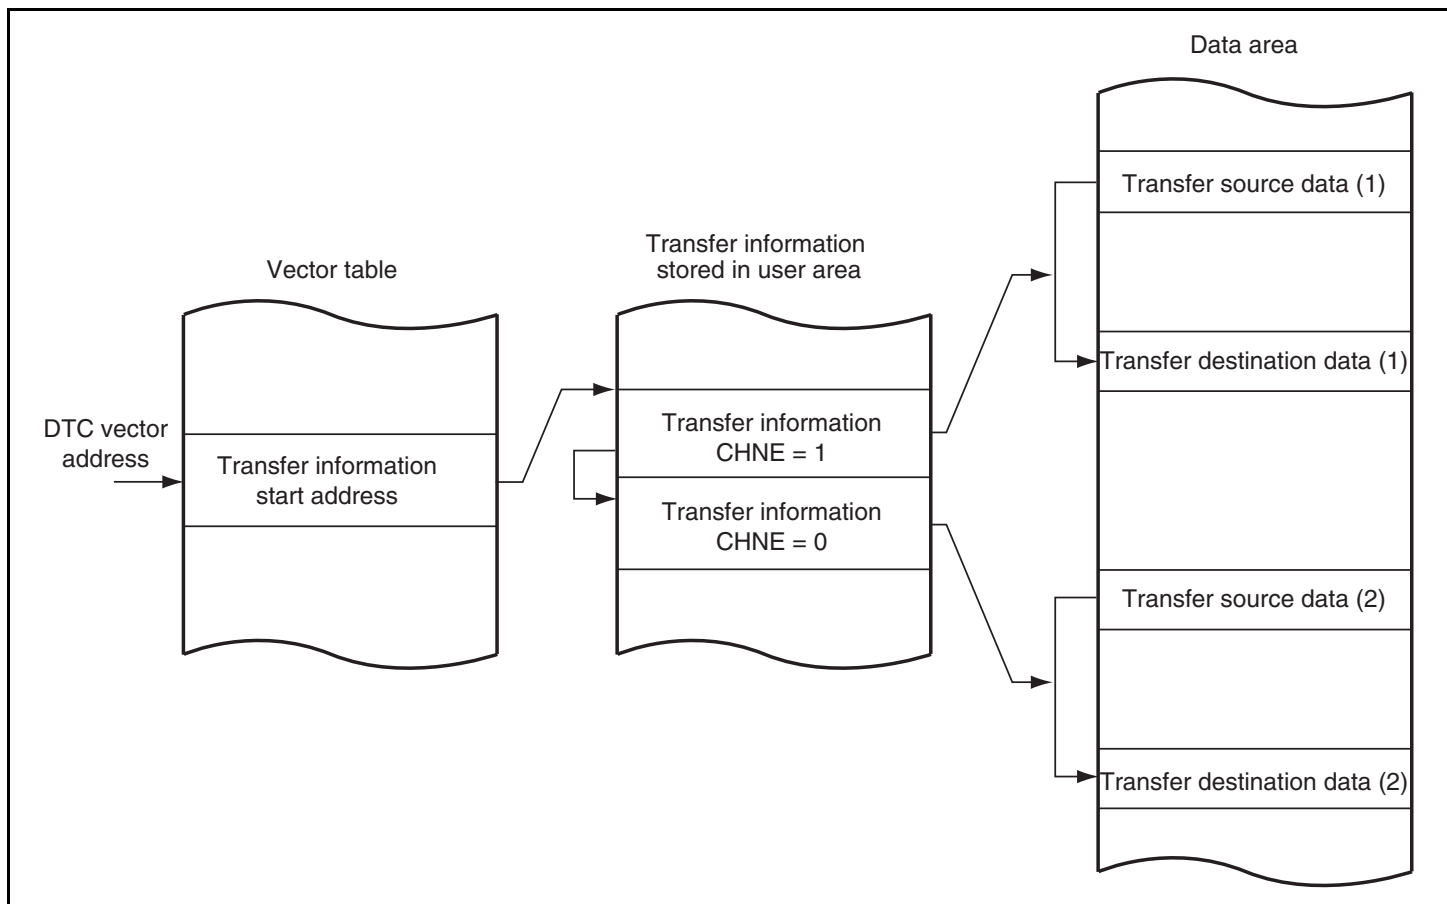 Data area
Transfer source data (1)
Transfer information
stored in user area
Vector table
Transfer destination data (1)
DTC vector
address
Transfer information
start address
Transfer information
CHNE = 1
Transfer information
CHNE = 0
Transfer source data (2)
Transfer destination data (2)